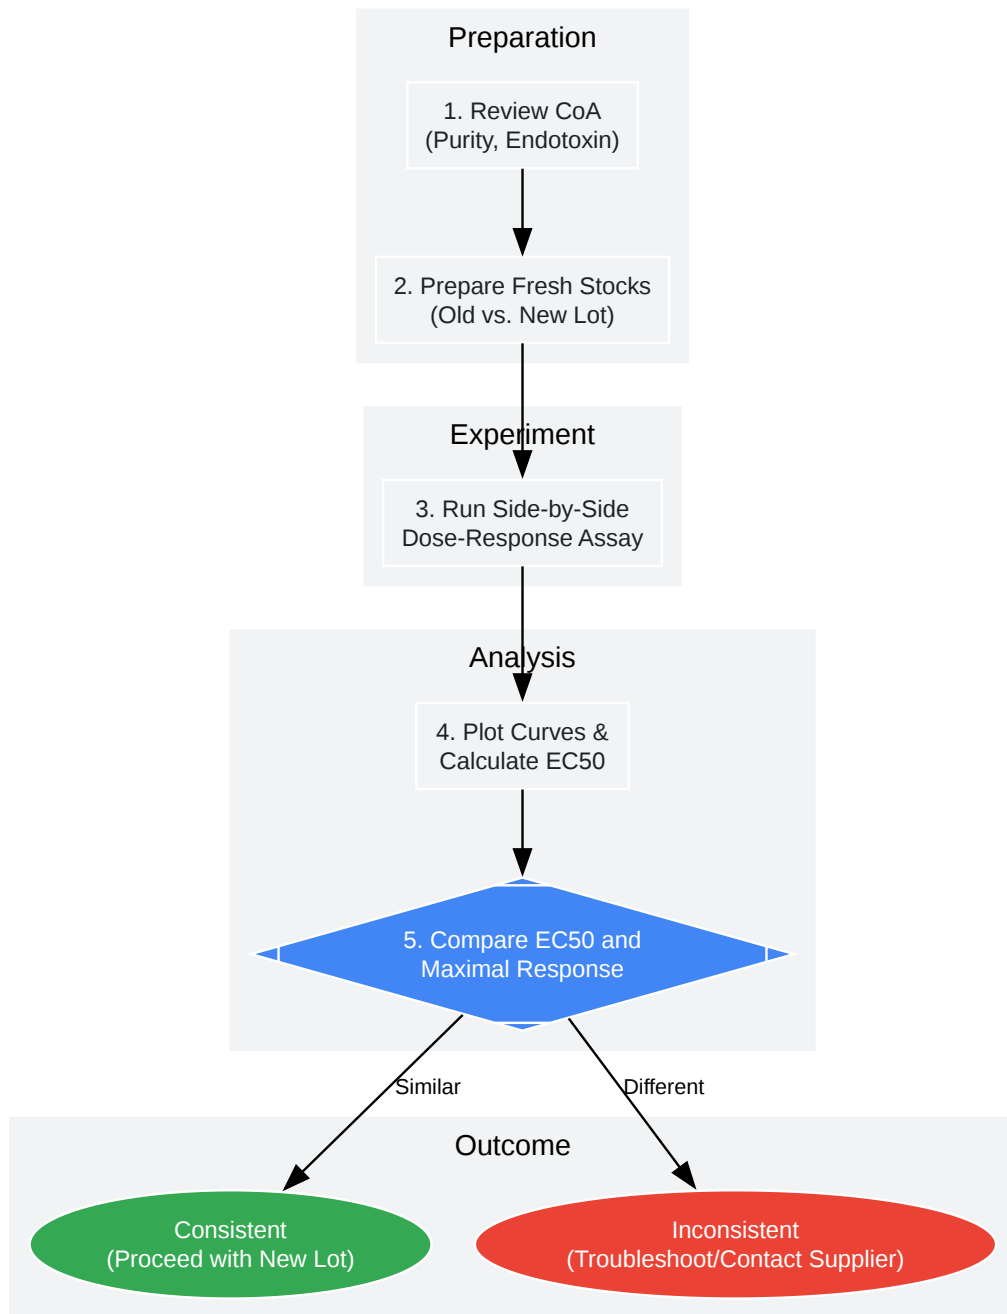 Preparation
1. Review CoA
(Purity, Endotoxin)
2. Prepare Fresh Stocks
(Old vs. New Lot)
Experiment
3. Run Side-by-Side
Dose-Response Assay
Analysis
4. Plot Curves &
Calculate EC50
5. Compare EC50 and
Maximal Response
Similar
Different
Outcome
Consistent
(Proceed with New Lot)
Inconsistent
(Troubleshoot/Contact Supplier)